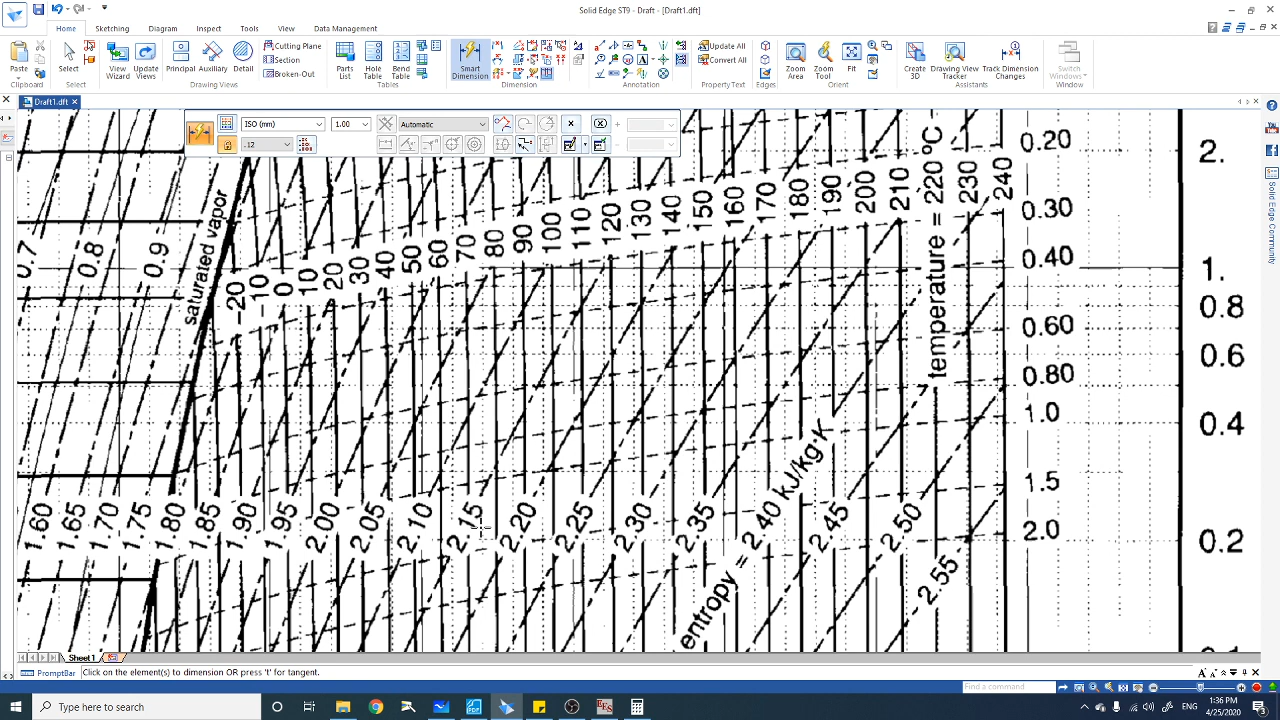 Solid Edge ST9 - Draft - [Draft1.dft]
Home Sketching Diagram Inspect Tools View Data Management
Paste Select View Wizard Update Views Principal Auxiliary Detail Cutting Plane Section Broken-Out Parts List Hole Table Bend Table Smart Dimension Update All Convert All Zoom Area Zoom Tool Fit Create 3D Drawing View Tracker Track Dimension Changes Switch Windows
Clipboard Select Drawing Views Tables Dimension Annotation Property Text Edges Orient Assistants Window
Draft1.dft
ISO (mm) 1.00 Automatic
.12
0.20 2.
0.30
0.40 1.
0.8
0.60 0.6
0.80
1.0 0.4
1.5
2.0 0.2
0.7 0.8 0.9
saturated vapor
-20 -10 0 10 20 30 40 50 60 70 80 90 100 110 120 130 140 150 160 170 180 190 200 210
temperature = 220 °C
230 240
1.60 1.65 1.70 1.75 1.80 1.85 1.90 1.95 2.00 2.05 2.10 2.15 2.20 2.25 2.30 2.35
entropy = 2.40 kJ/kg·K
2.45 2.50 2.55
Sheet1
PromptBar Click on the element(s) to dimension OR press 't' for tangent.
Find a command
Type here to search
EES
ENG
1:36 PM
4/25/2020
You Tube
Solid Edge Community